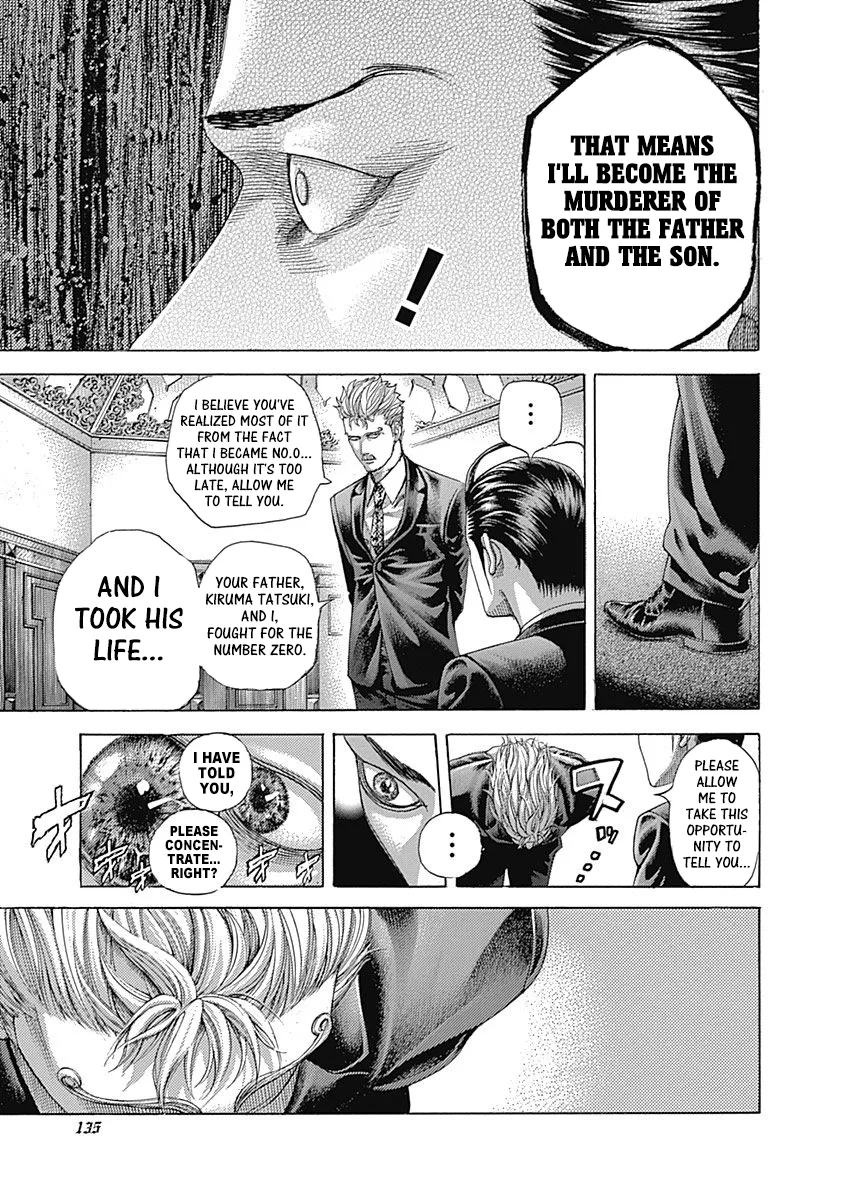 THAT MEANS
I'LL BECOME THE
MURDERER OF
BOTH THE FATHER
AND THE SON.
!
...
I BELIEVE YOU'VE
REALIZED MOST OF IT
FROM THE FACT
THAT I BECAME NO.0...
ALTHOUGH IT'S TOO
LATE, ALLOW ME
TO TELL YOU.
YOUR FATHER,
KIRUMA TATSUKI,
AND I,
FOUGHT FOR THE
NUMBER ZERO.
AND I
TOOK HIS
LIFE...
PLEASE
ALLOW
ME TO
TAKE THIS
OPPORTU-
NITY TO
TELL YOU...
スッ
...
I HAVE
TOLD
YOU,
PLEASE
CONCEN-
TRATE...
RIGHT?
135